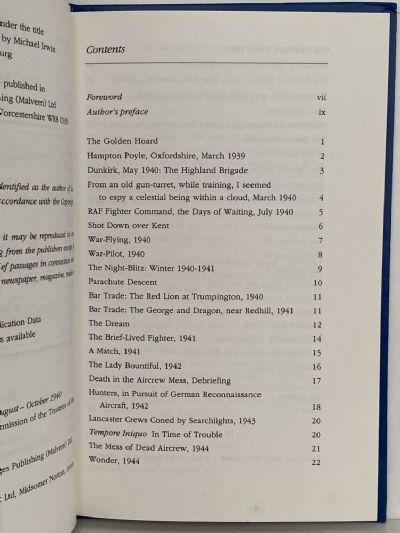 nder the title
by Michael Irwin
urg
published in
sing (Malvern) Ltd
Worcestershire WR8 OHN
dentified as the author of
accordance with the Copyrig
it may be reproduced in
from the publishers except
ef passages in connection
newspaper, magazine,
lication Data
s available
ugust – October 1940
rmission of the Trustees of
ges Publishing (Malvern) Ltd
Ltd, Midsomer Norton,
Contents
Foreword vii
Author's preface ix
The Golden Hoard 1
Hampton Poyle, Oxfordshire, March 1939 2
Dunkirk, May 1940: The Highland Brigade 3
From an old gun-turret, while training, I seemed
to espy a celestial being within a cloud, March 1940 4
RAF Fighter Command, the Days of Waiting, July 1940 5
Shot Down over Kent 6
War-Flying, 1940 7
War-Pilot, 1940 8
The Night-Blitz: Winter 1940-1941 9
Parachute Descent 10
Bar Trade: The Red Lion at Trumpington, 1940 11
Bar Trade: The George and Dragon, near Redhill, 1941 11
The Dream 12
The Brief-Lived Fighter, 1941 14
A Match, 1941 15
The Lady Bountiful, 1942 16
Death in the Aircrew Mess, Debriefing 17
Hunters, in Pursuit of German Reconnaissance
Aircraft, 1942 18
Lancaster Crews Coned by Searchlights, 1943 20
Tempore Iniquo In Time of Trouble 20
The Mess of Dead Aircrew, 1944 21
Wonder, 1944 22